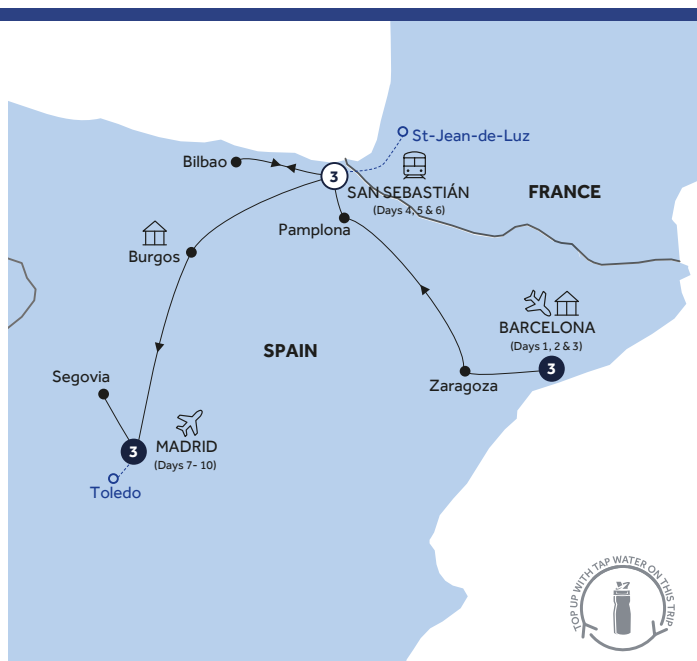 St-Jean-de-Luz
Bilbao
3
SAN SEBASTIÁN
(Days 4, 5 & 6)
FRANCE
Pamplona
Burgos
BARCELONA
(Days 1, 2 & 3)
3
SPAIN
Zaragoza
Segovia
3
MADRID
(Days 7- 10)
Toledo
TOP UP WITH TAP WATER ON THIS TRIP